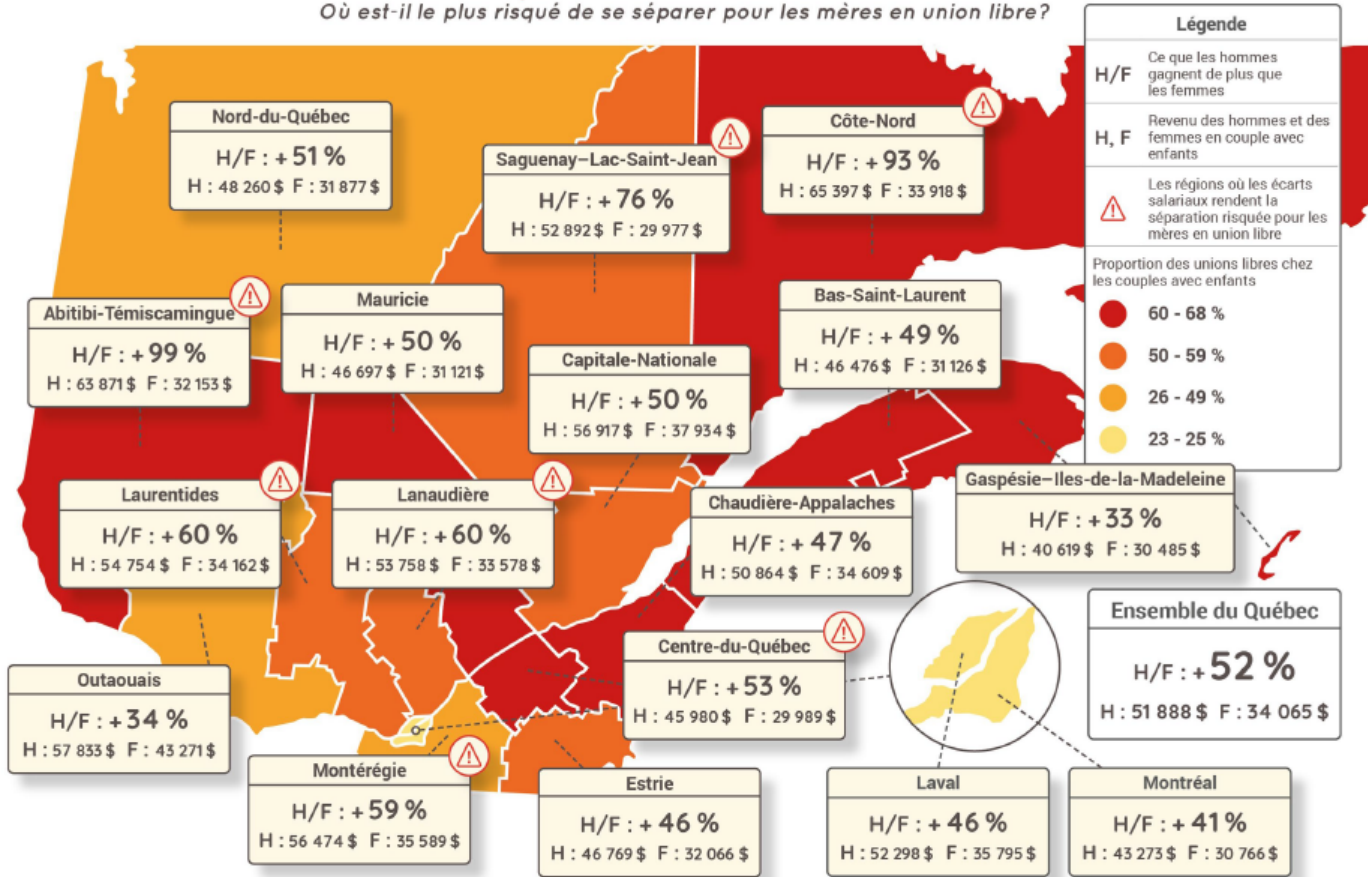 Où est-il le plus risqué de se séparer pour les mères en union libre?
Légende
H/F
Ce que les hommes
gagnent de plus que
les femmes
H, F
Revenu des hommes et des
femmes en couple avec
enfants
Les régions où les écarts
salariaux rendent la
séparation risquée pour les
mères en union libre
Proportion des unions libres chez
les couples avec enfants
60 - 68 %
50 - 59 %
26 - 49 %
23 - 25 %
Nord-du-Québec
H/F : + 51 %
H : 48 260 $ F : 31 877 $
Saguenay–Lac-Saint-Jean
H/F : + 76 %
H : 52 892 $ F : 29 977 $
Côte-Nord
H/F : + 93 %
H : 65 397 $ F : 33 918 $
Abitibi-Témiscamingue
H/F : + 99 %
H : 63 871 $ F : 32 153 $
Mauricie
H/F : + 50 %
H : 46 697 $ F : 31 121 $
Capitale-Nationale
H/F : + 50 %
H : 56 917 $ F : 37 934 $
Bas-Saint-Laurent
H/F : + 49 %
H : 46 476 $ F : 31 126 $
Laurentides
H/F : + 60 %
H : 54 754 $ F : 34 162 $
Lanaudière
H/F : + 60 %
H : 53 758 $ F : 33 578 $
Chaudière-Appalaches
H/F : + 47 %
H : 50 864 $ F : 34 609 $
Gaspésie–Iles-de-la-Madeleine
H/F : + 33 %
H : 40 619 $ F : 30 485 $
Outaouais
H/F : + 34 %
H : 57 833 $ F : 43 271 $
Centre-du-Québec
H/F : + 53 %
H : 45 980 $ F : 29 989 $
Ensemble du Québec
H/F : + 52 %
H : 51 888 $ F : 34 065 $
Montérégie
H/F : + 59 %
H : 56 474 $ F : 35 589 $
Estrie
H/F : + 46 %
H : 46 769 $ F : 32 066 $
Laval
H/F : + 46 %
H : 52 298 $ F : 35 795 $
Montréal
H/F : + 41 %
H : 43 273 $ F : 30 766 $